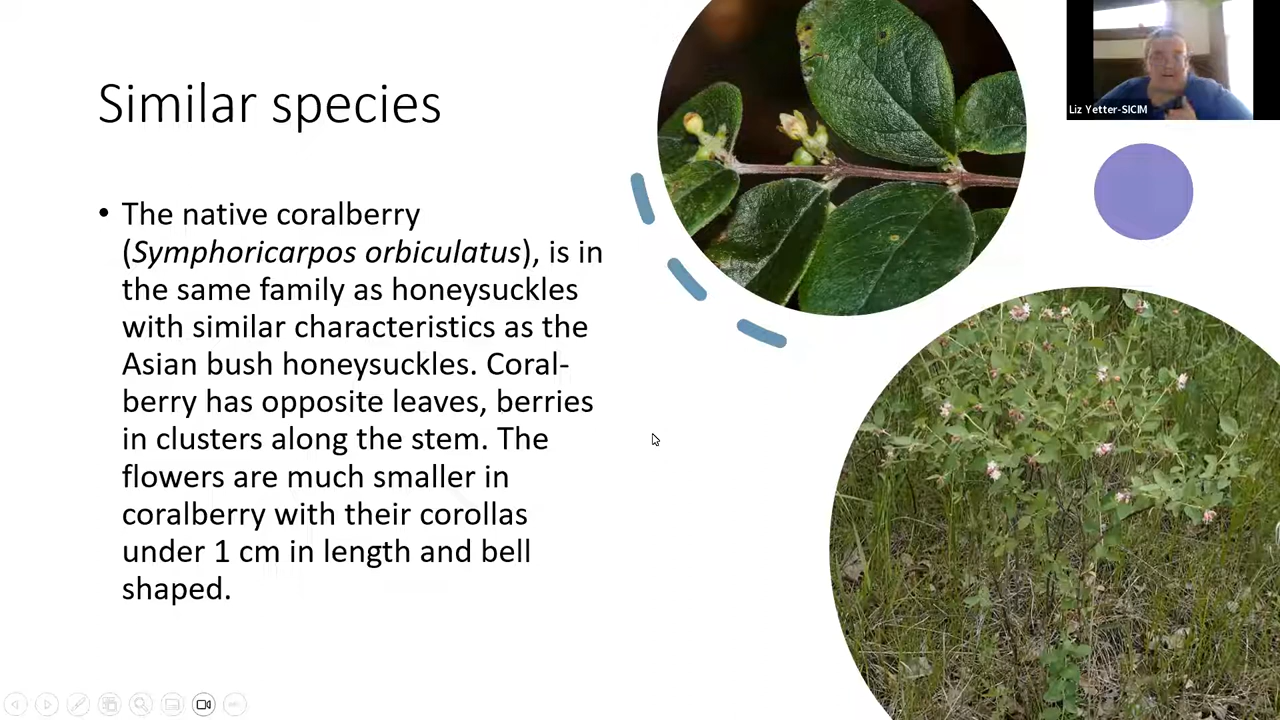 Similar species
Liz Yetter-SICIM
• The native coralberry
(Symphoricarpos orbiculatus), is in
the same family as honeysuckles
with similar characteristics as the
Asian bush honeysuckles. Coral-
berry has opposite leaves, berries
in clusters along the stem. The
flowers are much smaller in
coralberry with their corollas
under 1 cm in length and bell
shaped.